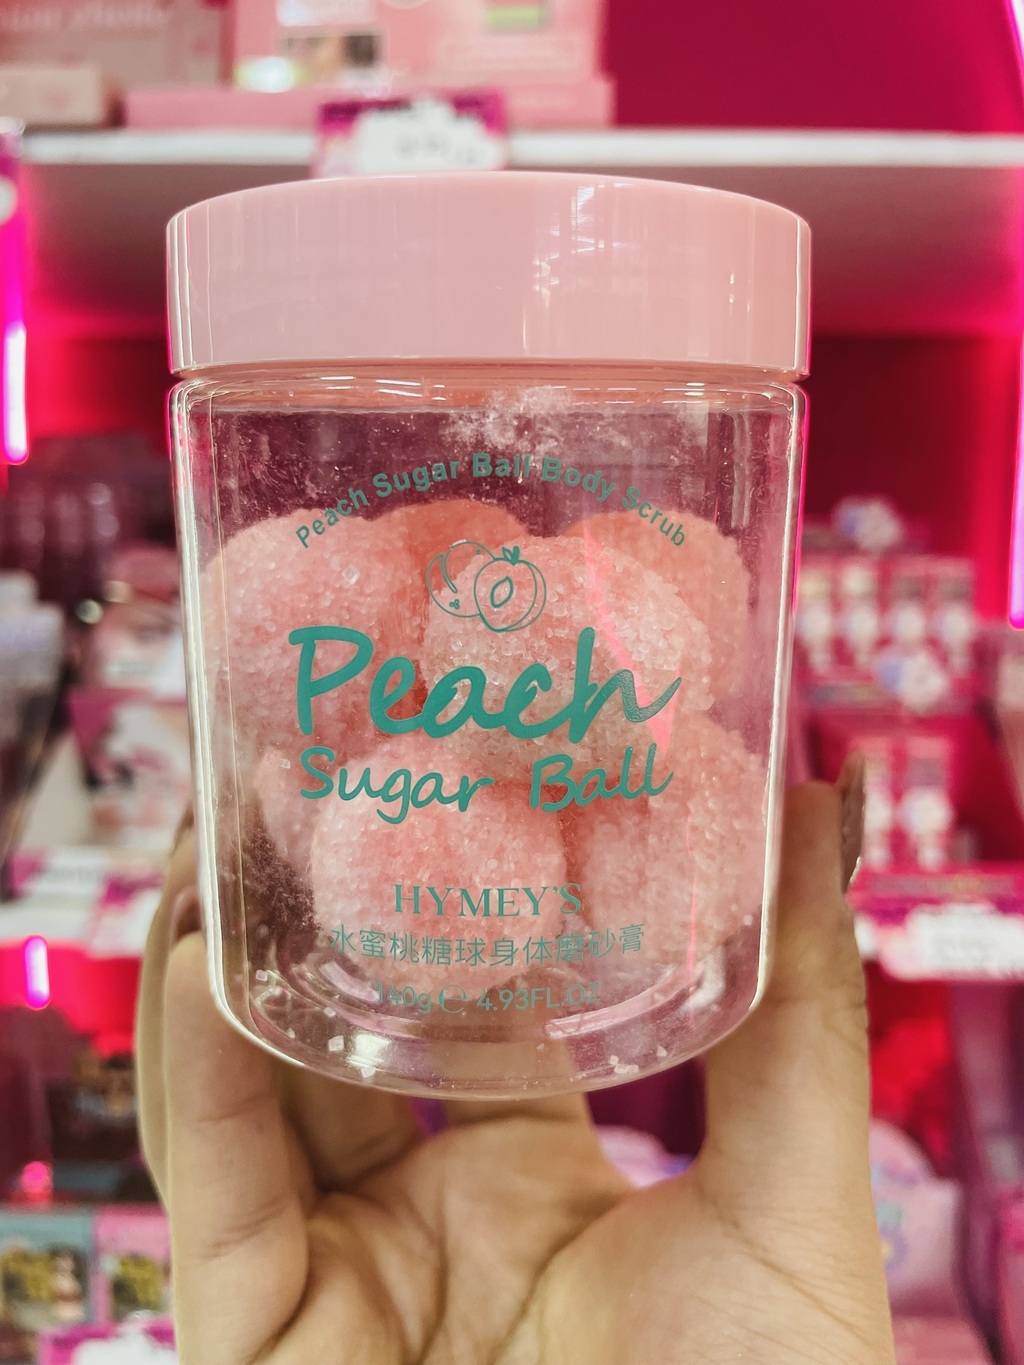 Peach Sugar Ball Body Scrub
Peach
Sugar Ball
HYMEY'S
水蜜桃糖球身体磨砂膏
140g ℮ 4.93FL.OZ